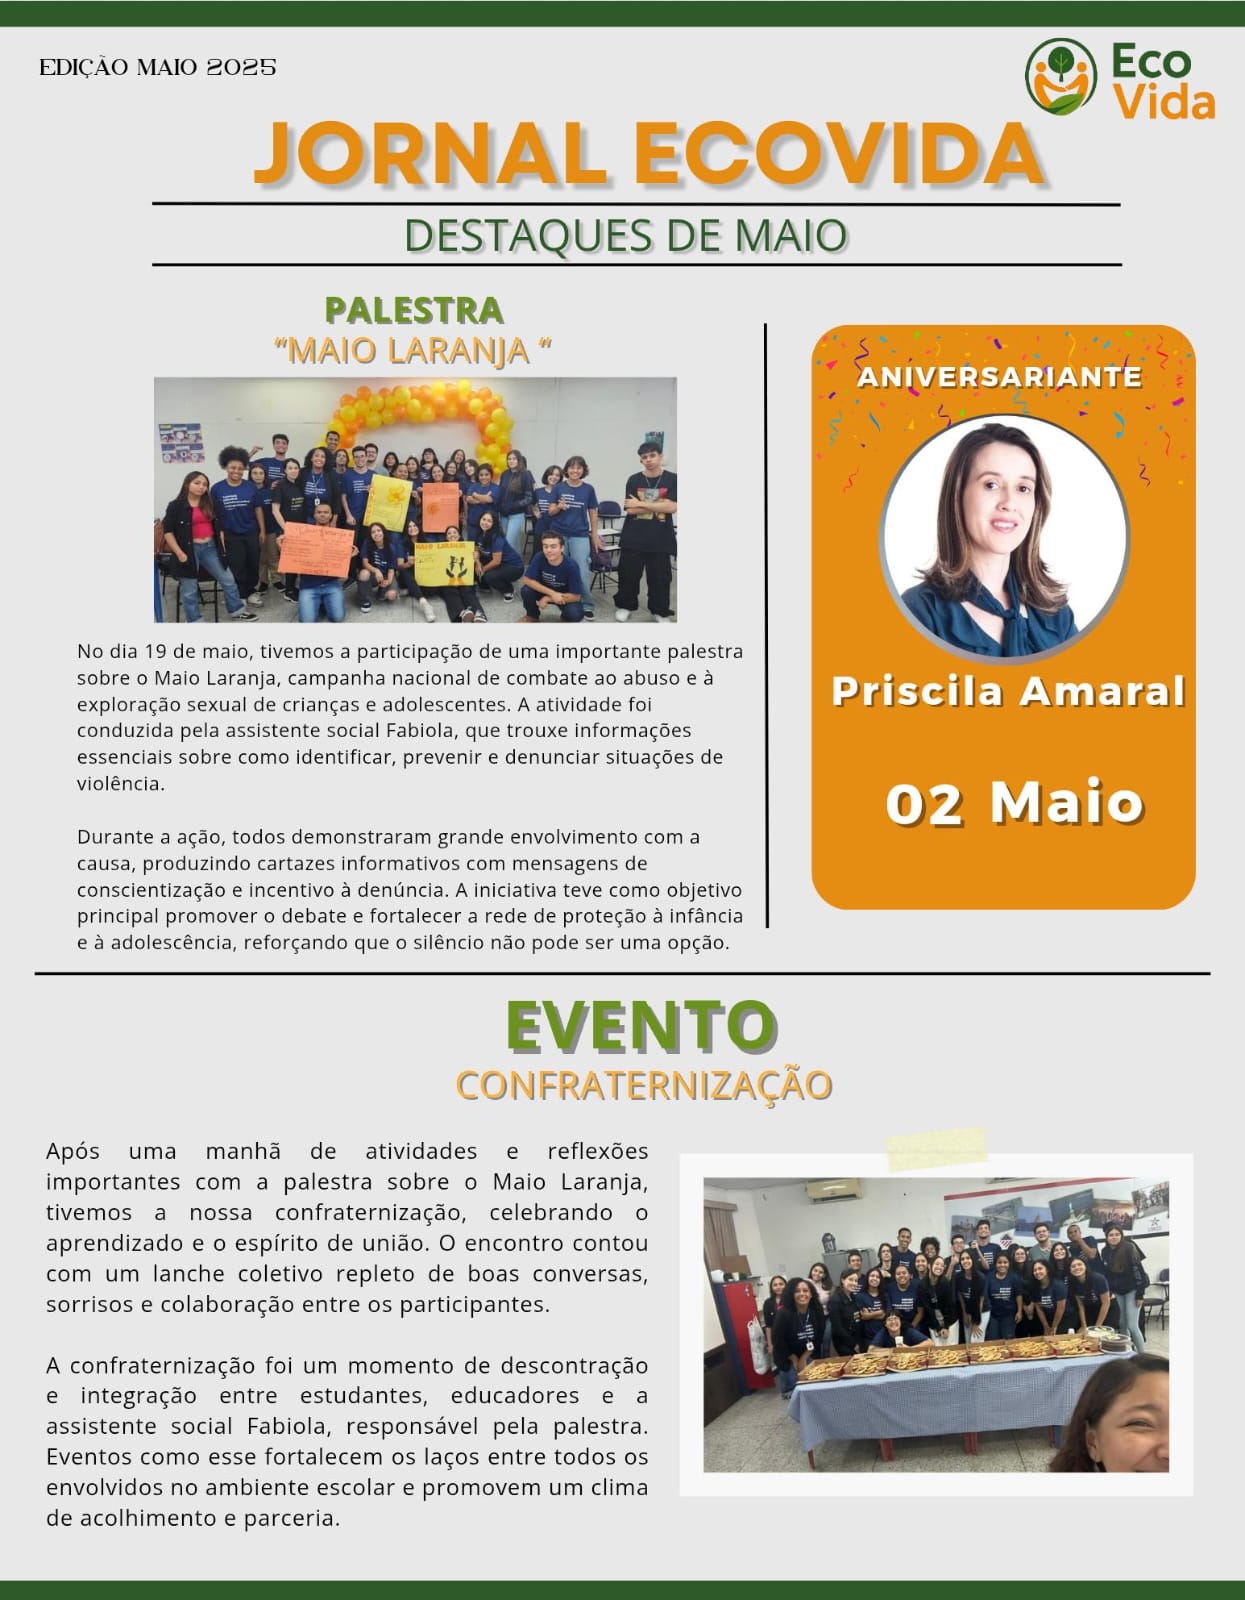 EDIÇÃO MAIO 2025
Eco
Vida
JORNAL ECOVIDA
DESTAQUES DE MAIO
PALESTRA
“MAIO LARANJA “
MAIO LARANJA
No dia 19 de maio, tivemos a participação de uma importante palestra
sobre o Maio Laranja, campanha nacional de combate ao abuso e à
exploração sexual de crianças e adolescentes. A atividade foi
conduzida pela assistente social Fabiola, que trouxe informações
essenciais sobre como identificar, prevenir e denunciar situações de
violência.
Durante a ação, todos demonstraram grande envolvimento com a
causa, produzindo cartazes informativos com mensagens de
conscientização e incentivo à denúncia. A iniciativa teve como objetivo
principal promover o debate e fortalecer a rede de proteção à infância
e à adolescência, reforçando que o silêncio não pode ser uma opção.
ANIVERSARIANTE
Priscila Amaral
02 Maio
EVENTO
CONFRATERNIZAÇÃO
Após uma manhã de atividades e reflexões
importantes com a palestra sobre o Maio Laranja,
tivemos a nossa confraternização, celebrando o
aprendizado e o espírito de união. O encontro contou
com um lanche coletivo repleto de boas conversas,
sorrisos e colaboração entre os participantes.
A confraternização foi um momento de descontração
e integração entre estudantes, educadores e a
assistente social Fabiola, responsável pela palestra.
Eventos como esse fortalecem os laços entre todos os
envolvidos no ambiente escolar e promovem um clima
de acolhimento e parceria.